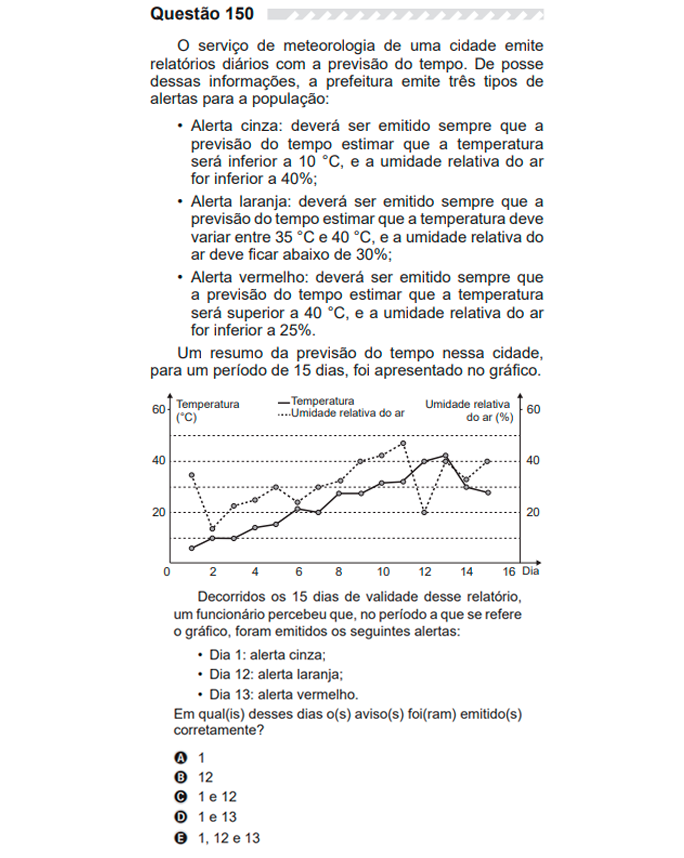 Questão 150
O serviço de meteorologia de uma cidade emite
relatórios diários com a previsão do tempo. De posse
dessas informações, a prefeitura emite três tipos de
alertas para a população:
• Alerta cinza: deverá ser emitido sempre que a
previsão do tempo estimar que a temperatura
será inferior a 10 °C, e a umidade relativa do ar
for inferior a 40%;
• Alerta laranja: deverá ser emitido sempre que a
previsão do tempo estimar que a temperatura deve
variar entre 35 °C e 40 °C, e a umidade relativa do
ar deve ficar abaixo de 30%;
• Alerta vermelho: deverá ser emitido sempre que
a previsão do tempo estimar que a temperatura
será superior a 40 °C, e a umidade relativa do ar
for inferior a 25%.
Um resumo da previsão do tempo nessa cidade,
para um período de 15 dias, foi apresentado no gráfico.
60 Temperatura Temperatura Umidade relativa 60
(°C) Umidade relativa do ar do ar (%)
40 40
20 20
0 2 4 6 8 10 12 14 16 Dia
Decorridos os 15 dias de validade desse relatório,
um funcionário percebeu que, no período a que se refere
o gráfico, foram emitidos os seguintes alertas:
• Dia 1: alerta cinza;
• Dia 12: alerta laranja;
• Dia 13: alerta vermelho.
Em qual(is) desses dias o(s) aviso(s) foi(ram) emitido(s)
corretamente?
A 1
B 12
C 1 e 12
D 1 e 13
E 1, 12 e 13